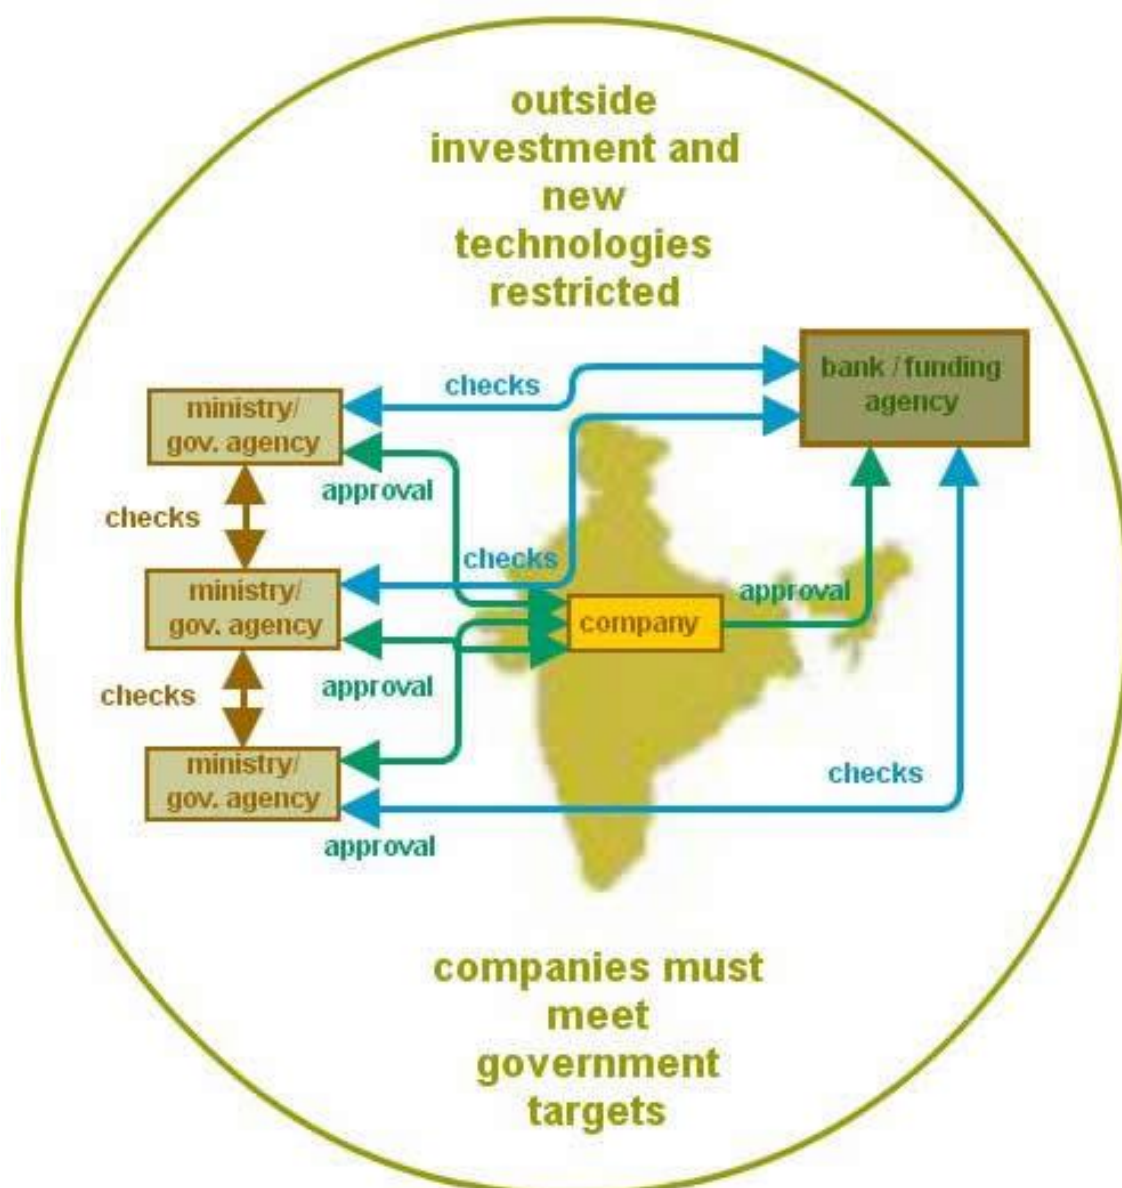 outside
investment and
new
technologies
restricted
bank / funding
agency
checks
ministry/
gov. agency
approval
checks
checks
ministry/
gov. agency
company
approval
approval
checks
ministry/
gov. agency
checks
approval
companies must
meet
government
targets